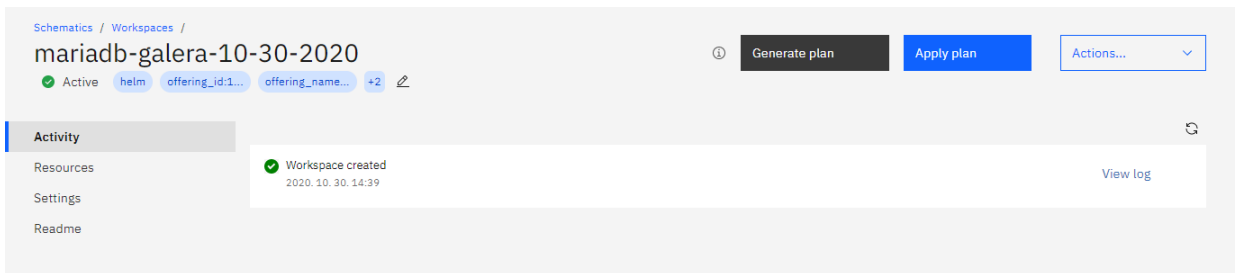 Schematics / Workspaces /
mariadb-galera-10-30-2020
Generate plan
Apply plan
Actions...
Active helm offering_id:1... offering_name... +2
Activity
Resources
Settings
Readme
Workspace created
2020. 10. 30. 14:39
View log